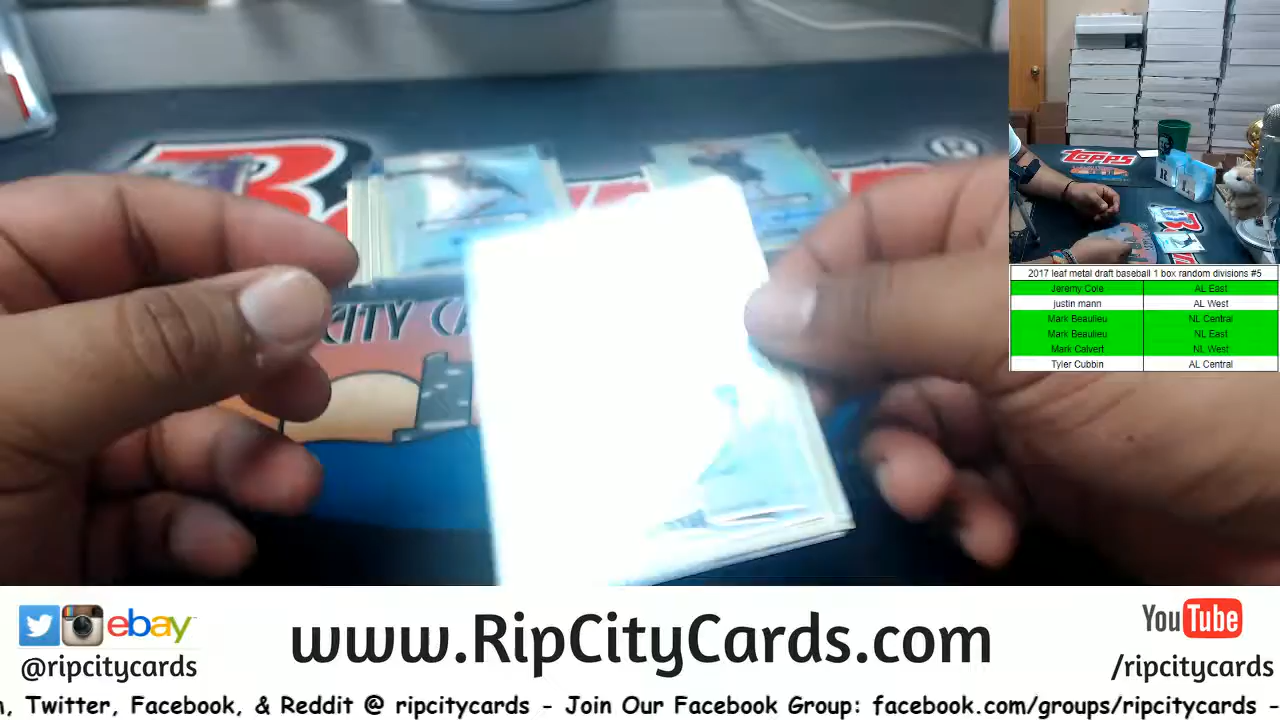 ®
CITY CA
topps
2017 leaf metal draft baseball 1 box random divisions #5
Jeremy Cole AL East
justin mann AL West
Mark Beaulieu NL Central
Mark Beaulieu NL East
Mark Calvert NL West
Tyler Cubbin AL Central
ebay
@ripcitycards
www.RipCityCards.com
YouTube
/ripcitycards
, Twitter, Facebook, & Reddit @ ripcitycards - Join Our Facebook Group: facebook.com/groups/ripcitycards -